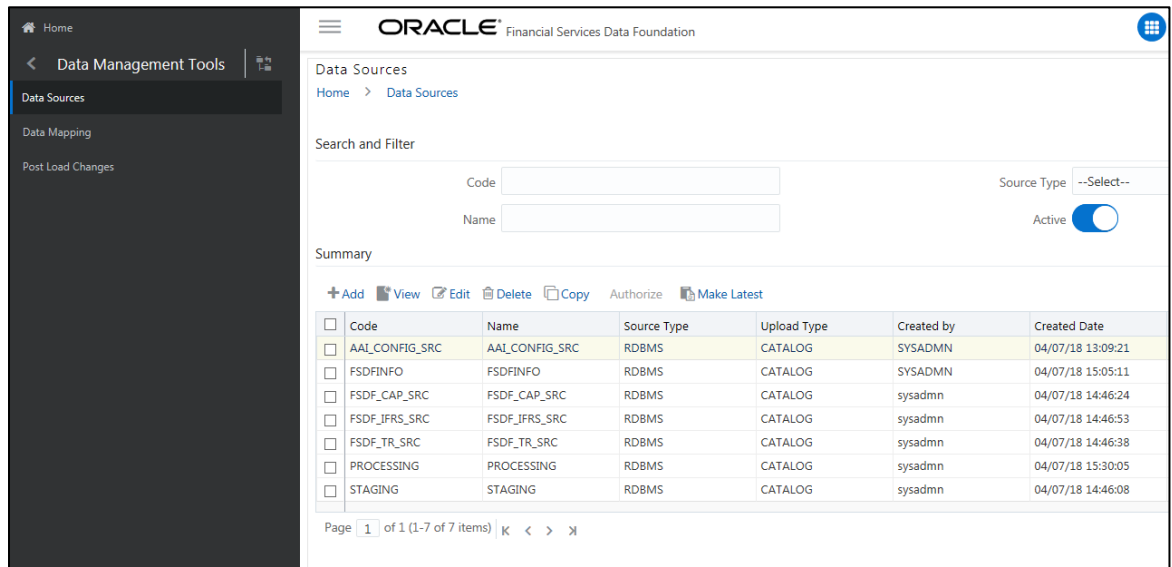 Home
Data Management Tools
Data Sources
Data Mapping
Post Load Changes
ORACLE® Financial Services Data Foundation
Data Sources
Home > Data Sources
Search and Filter
Code
Source Type --Select--
Name
Active
Summary
Add View Edit Delete Copy Authorize Make Latest
Code Name Source Type Upload Type Created by Created Date
AAI_CONFIG_SRC AAI_CONFIG_SRC RDBMS CATALOG SYSADMN 04/07/18 13:09:21
FSDFINFO FSDFINFO RDBMS CATALOG SYSADMN 04/07/18 15:05:11
FSDF_CAP_SRC FSDF_CAP_SRC RDBMS CATALOG sysadmn 04/07/18 14:46:24
FSDF_IFRS_SRC FSDF_IFRS_SRC RDBMS CATALOG sysadmn 04/07/18 14:46:53
FSDF_TR_SRC FSDF_TR_SRC RDBMS CATALOG sysadmn 04/07/18 14:46:38
PROCESSING PROCESSING RDBMS CATALOG sysadmn 04/07/18 15:30:05
STAGING STAGING RDBMS CATALOG sysadmn 04/07/18 14:46:08
Page 1 of 1 (1-7 of 7 items)